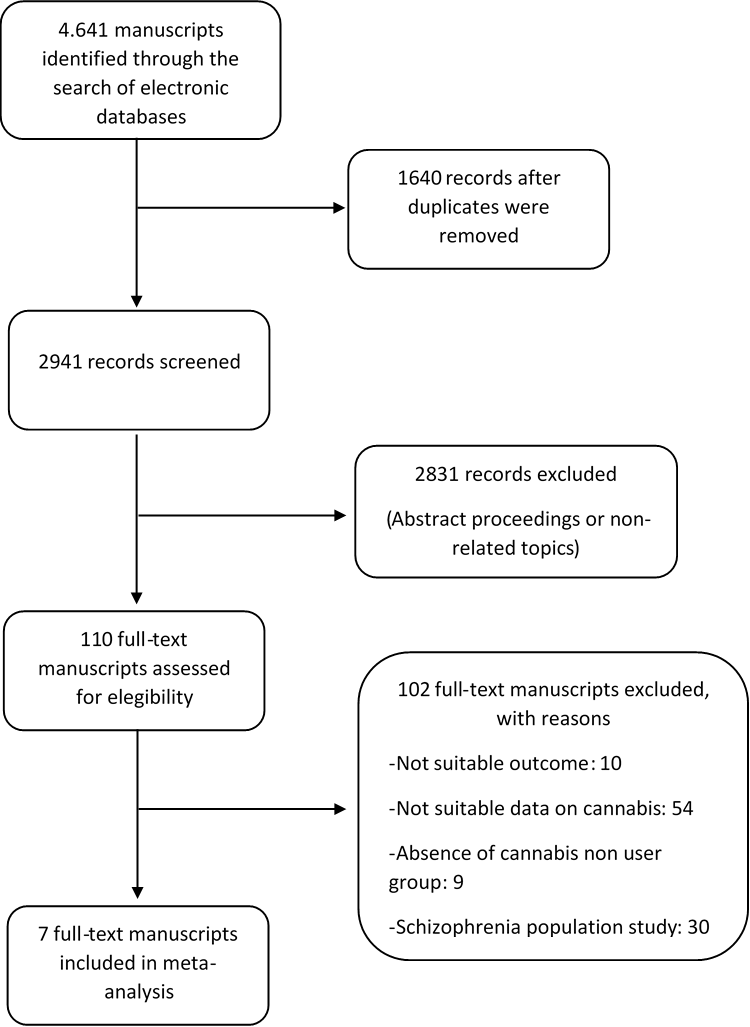 4.641 manuscripts
identified through the
search of electronic
databases
1640 records after
duplicates were
removed
2941 records screened
2831 records excluded
(Abstract proceedings or non-
related topics)
110 full-text
manuscripts assessed
for elegibility
102 full-text manuscripts excluded,
with reasons
-Not suitable outcome: 10
-Not suitable data on cannabis: 54
-Absence of cannabis non user
group: 9
-Schizophrenia population study: 30
7 full-text manuscripts
included in meta-
analysis